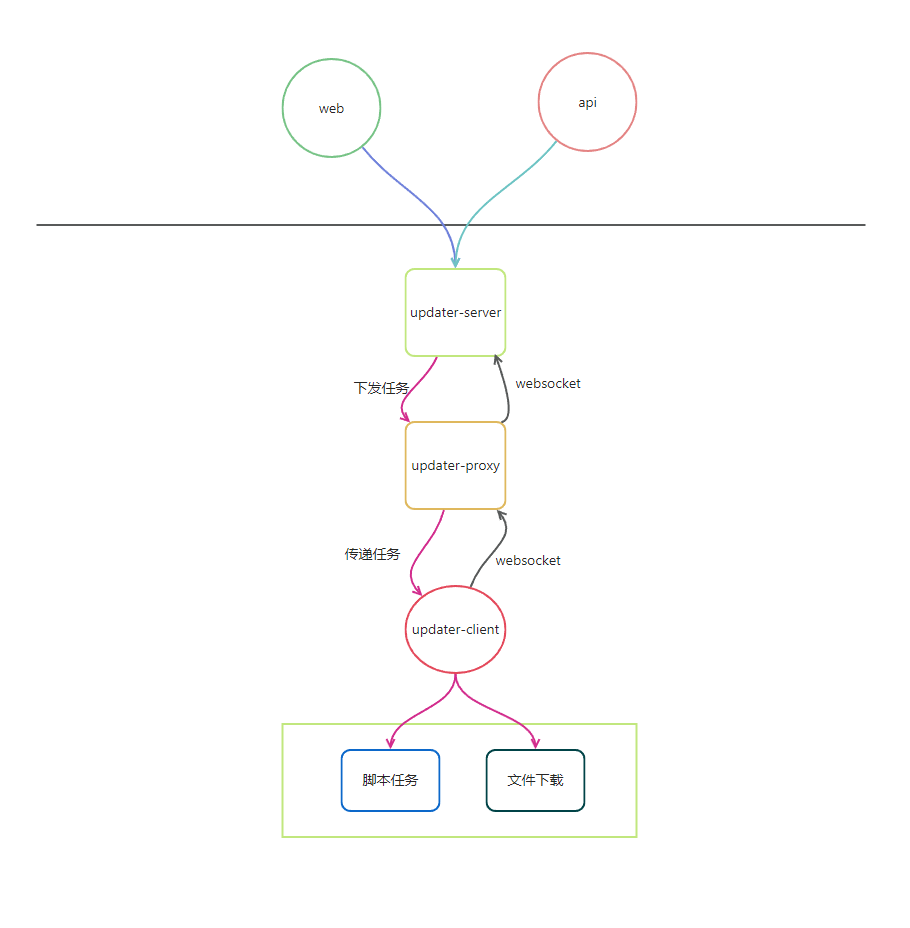 web
api
updater-server
下发任务
websocket
updater-proxy
传递任务
websocket
updater-client
脚本任务
文件下载